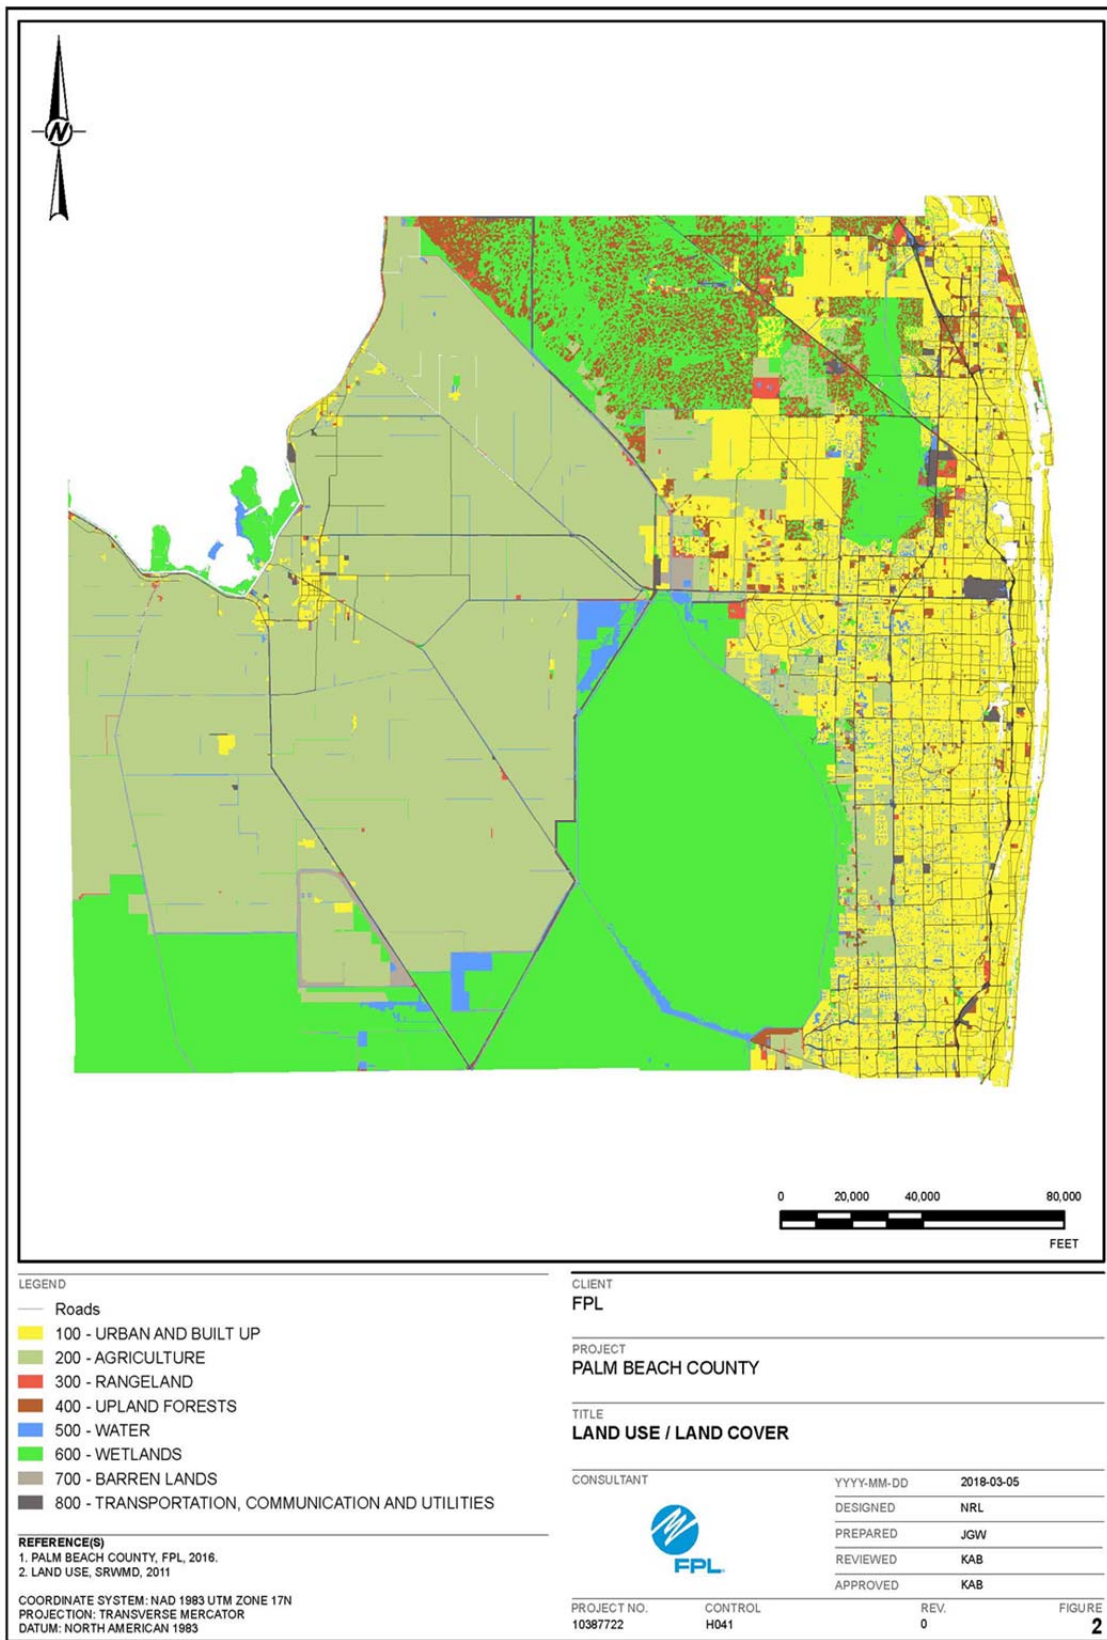 N
0 20,000 40,000 80,000
FEET
LEGEND
Roads
100 - URBAN AND BUILT UP
200 - AGRICULTURE
300 - RANGELAND
400 - UPLAND FORESTS
500 - WATER
600 - WETLANDS
700 - BARREN LANDS
800 - TRANSPORTATION, COMMUNICATION AND UTILITIES
REFERENCE(S)
1. PALM BEACH COUNTY, FPL, 2016.
2. LAND USE, SRWMD, 2011
COORDINATE SYSTEM: NAD 1983 UTM ZONE 17N
PROJECTION: TRANSVERSE MERCATOR
DATUM: NORTH AMERICAN 1983
CLIENT
FPL
PROJECT
PALM BEACH COUNTY
TITLE
LAND USE / LAND COVER
CONSULTANT
FPL.
YYYY-MM-DD 2018-03-05
DESIGNED NRL
PREPARED JGW
REVIEWED KAB
APPROVED KAB
PROJECT NO. CONTROL REV. FIGURE
10387722 H041 0 2